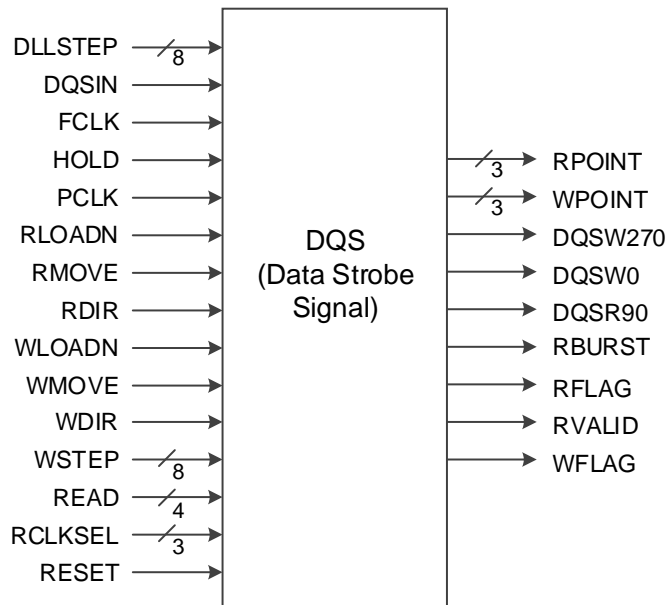 DLLSTEP
8
DQSIN
FCLK
HOLD
PCLK
RLOADN
RMOVE
RDIR
WLOADN
WMOVE
WDIR
WSTEP
8
READ
4
RCLKSEL
3
RESET
DQS
(Data Strobe
Signal)
3
RPOINT
3
WPOINT
DQSW270
DQSW0
DQSR90
RBURST
RFLAG
RVALID
WFLAG